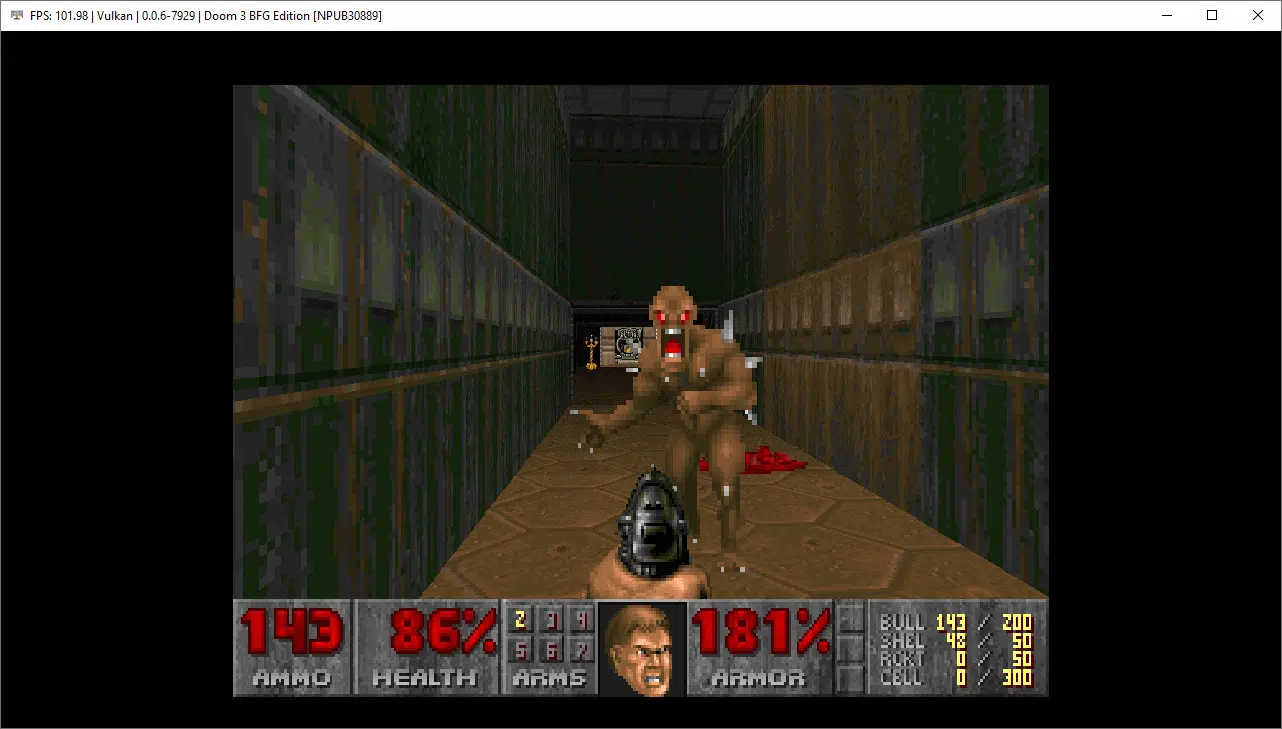 FPS: 101.98 | Vulkan | 0.0.6-7929 | Doom 3 BFG Edition [NPUB30889]
143 86% 2 3 4 181% BULL 143 / 200
5 6 7 SHEL 48 / 50
RCKT 0 / 50
AMMO HEALTH ARMS ARMOR CELL 0 / 300